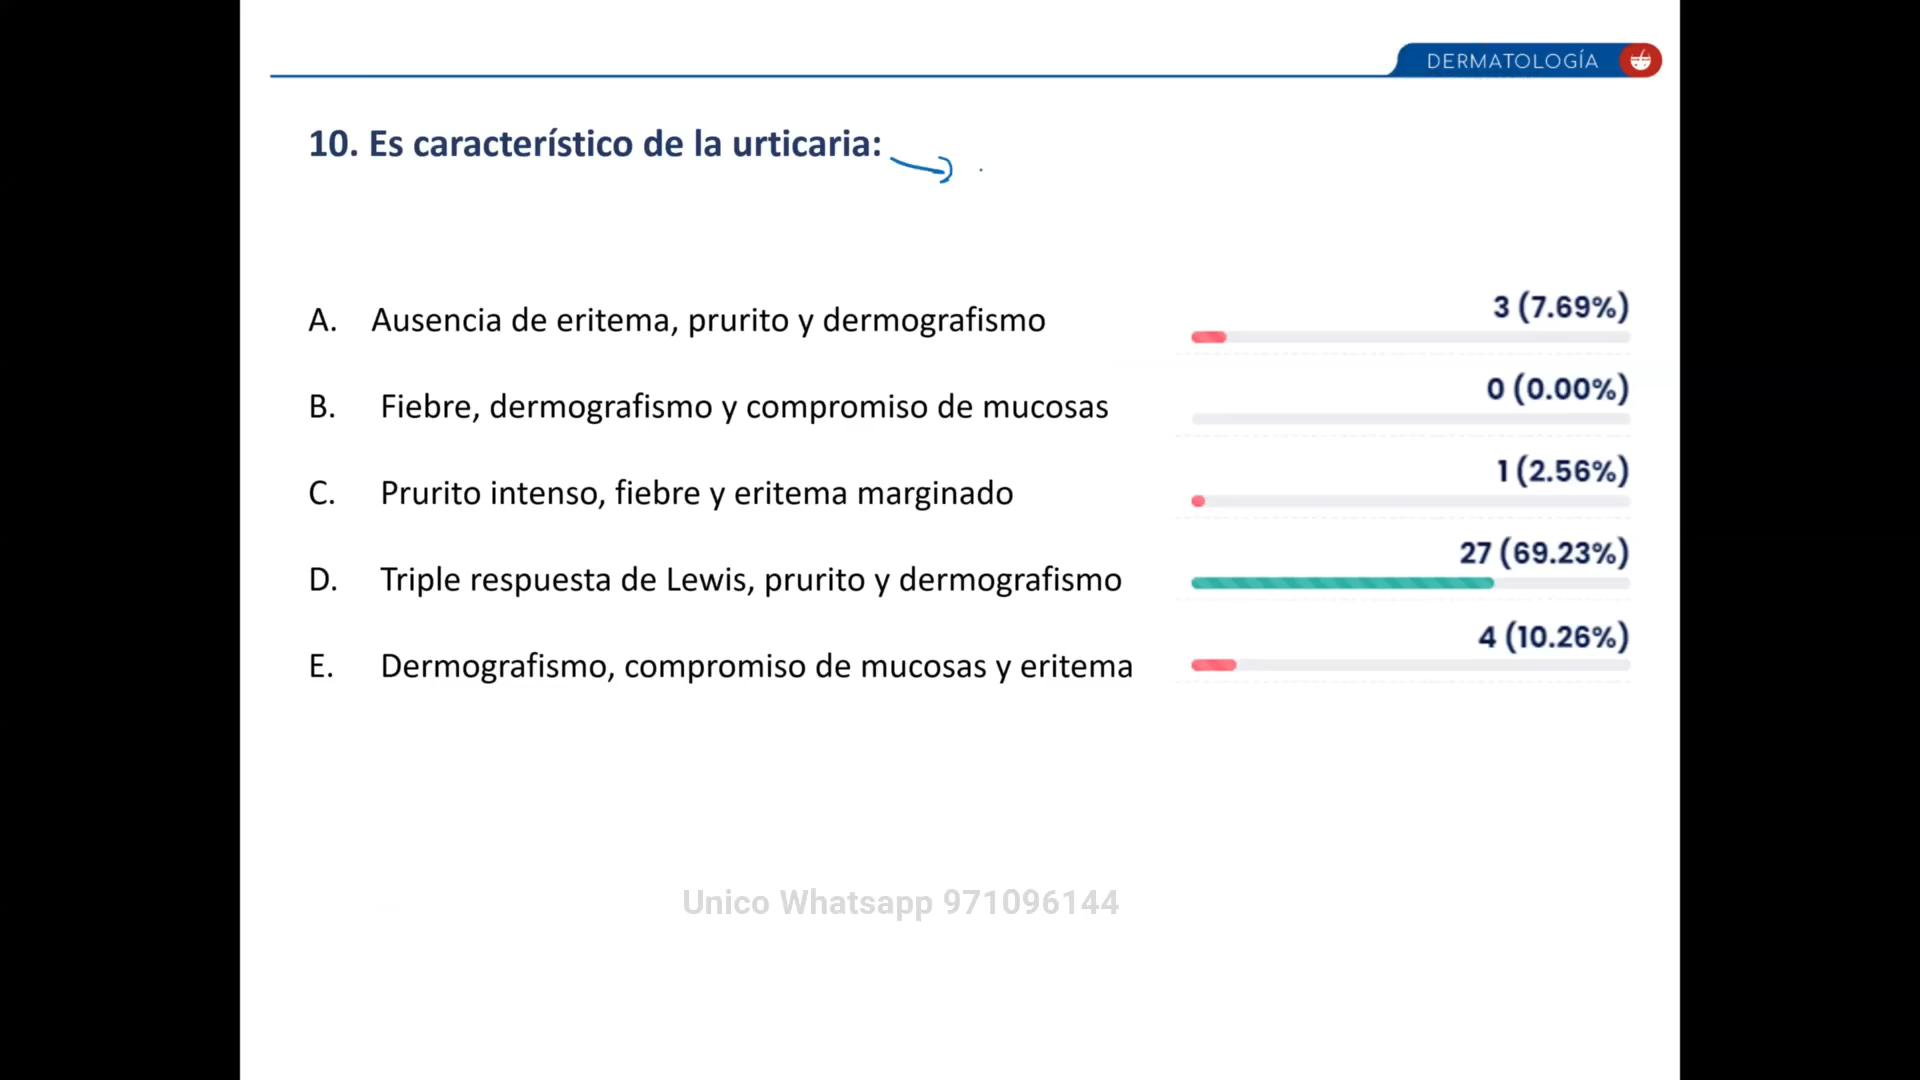 DERMATOLOGÍA
10. Es característico de la urticaria:
A. Ausencia de eritema, prurito y dermografismo
3 (7.69%)
B. Fiebre, dermografismo y compromiso de mucosas
0 (0.00%)
C. Prurito intenso, fiebre y eritema marginado
1 (2.56%)
D. Triple respuesta de Lewis, prurito y dermografismo
27 (69.23%)
E. Dermografismo, compromiso de mucosas y eritema
4 (10.26%)
Unico Whatsapp 971096144